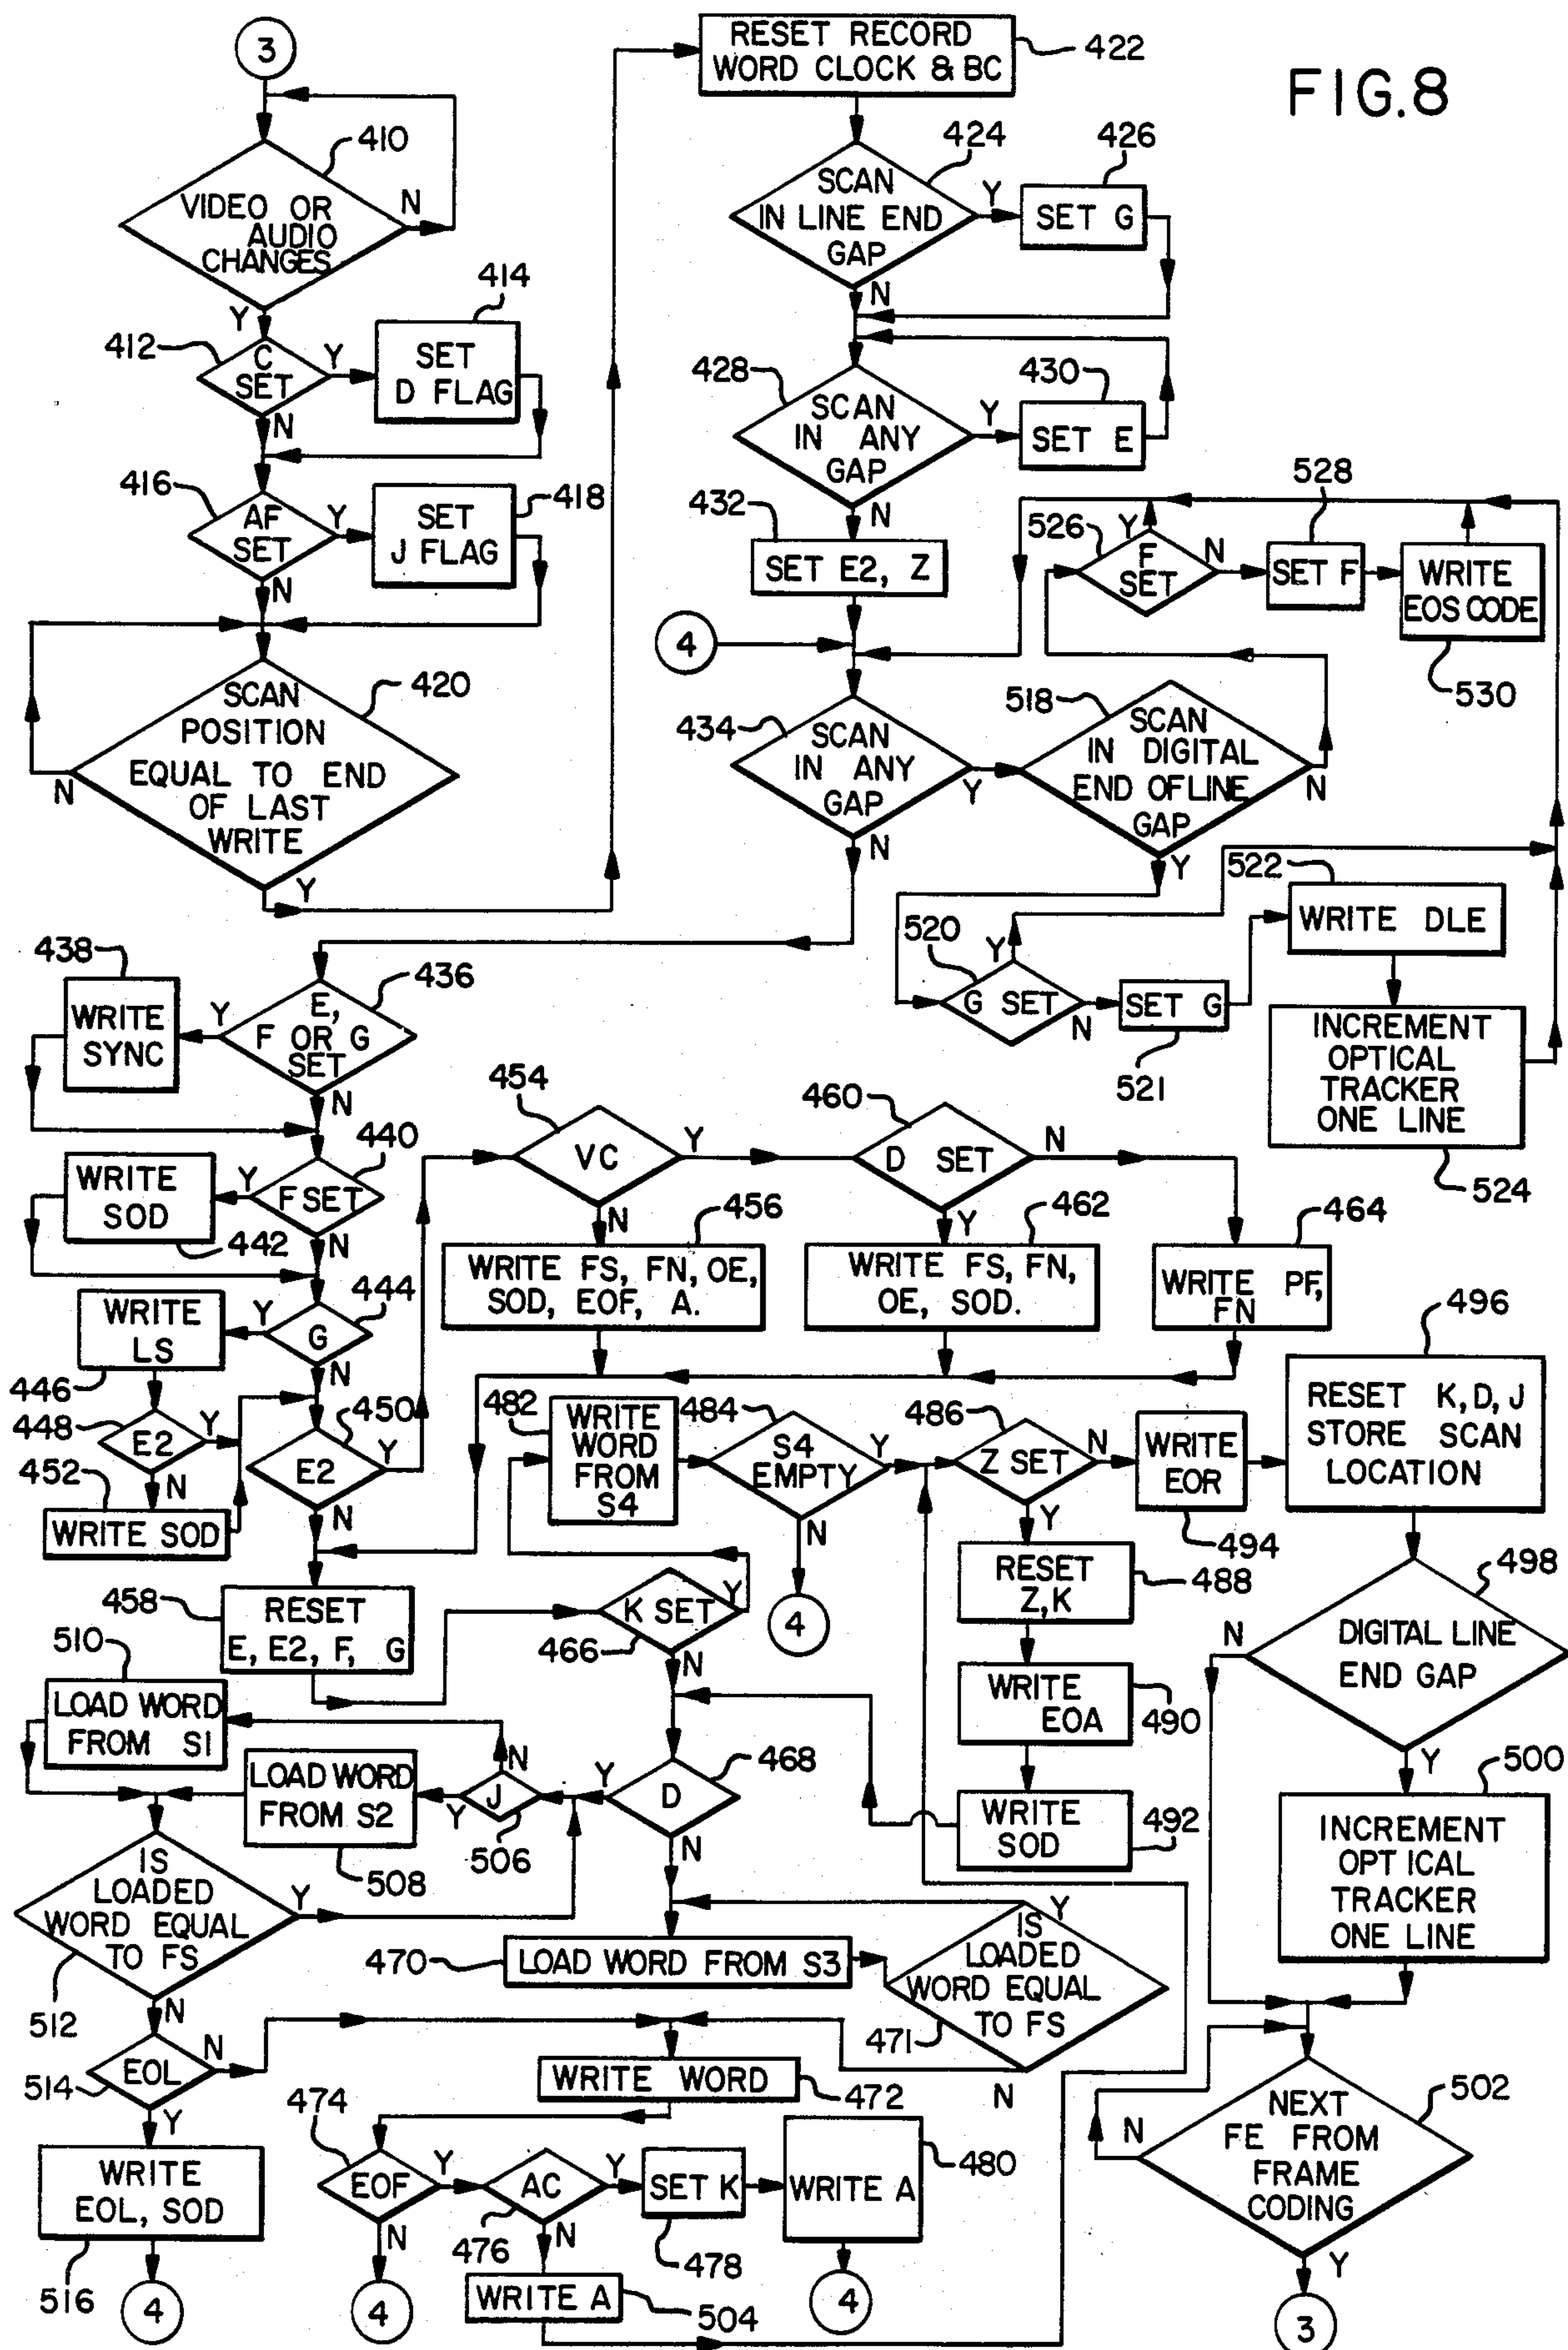 FIG.8
3
410
VIDEO OR
AUDIO
CHANGES
N
Y
412
C
SET
Y
N
414
SET
D FLAG
416
AF
SET
Y
N
418
SET
J FLAG
420
SCAN
POSITION
EQUAL TO END
OF LAST
WRITE
N
Y
RESET RECORD
WORD CLOCK & BC
422
424
SCAN
IN LINE END
GAP
Y
N
426
SET G
428
SCAN
IN ANY
GAP
Y
N
430
SET E
432
SET E2, Z
4
434
SCAN
IN ANY
GAP
Y
N
518
SCAN
IN DIGITAL
END OF LINE
GAP
N
Y
526
F
SET
Y
N
528
SET F
WRITE
EOS CODE
530
520
G SET
Y
N
SET G
521
522
WRITE DLE
INCREMENT
OPTICAL
TRACKER
ONE LINE
524
436
E,
F OR G
SET
Y
N
438
WRITE
SYNC
440
F SET
Y
N
WRITE
SOD
442
444
G
Y
N
WRITE
LS
446
448
E2
Y
N
452
WRITE SOD
450
E2
Y
N
454
VC
Y
N
456
WRITE FS, FN, OE,
SOD, EOF, A.
460
D SET
N
Y
462
WRITE FS, FN,
OE, SOD.
464
WRITE PF,
FN
458
RESET
E, E2, F, G
K SET
466
Y
N
482
WRITE
WORD
FROM
S4
484
S4
EMPTY
Y
N
4
486
Z SET
N
Y
RESET
Z, K
488
WRITE
EOA
490
WRITE
SOD
492
WRITE
EOR
494
496
RESET K, D, J
STORE SCAN
LOCATION
498
DIGITAL LINE
END GAP
N
Y
500
INCREMENT
OPTICAL
TRACKER
ONE LINE
502
NEXT
FE FROM
FRAME
CODING
N
Y
3
468
D
Y
N
J
506
N
Y
510
LOAD WORD
FROM S1
LOAD WORD
FROM S2
508
IS
LOADED
WORD EQUAL
TO FS
512
Y
N
470
LOAD WORD FROM S3
IS
LOADED
WORD EQUAL
TO FS
471
Y
N
514
EOL
N
Y
WRITE
EOL, SOD
516
4
WRITE WORD
472
474
EOF
Y
N
4
AC
476
Y
N
SET K
478
WRITE A
480
4
WRITE A
504